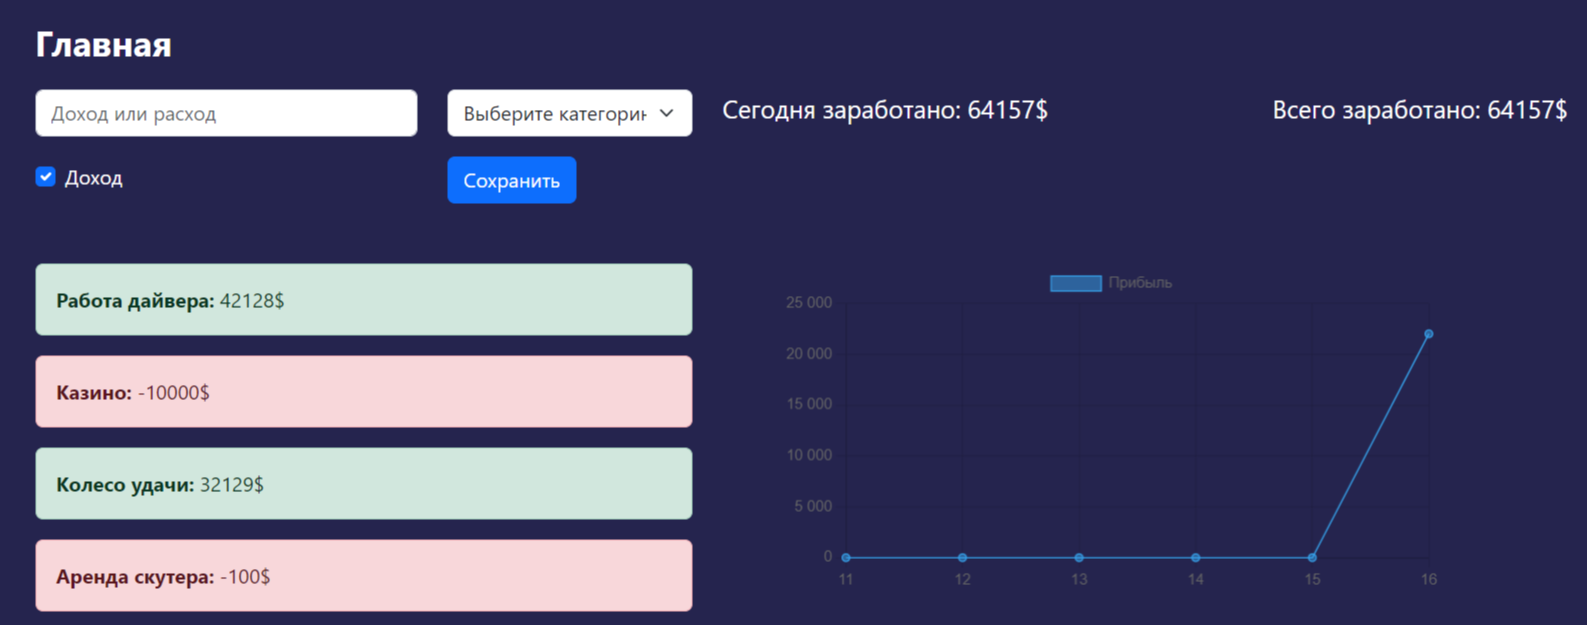 Главная
Доход или расход
Выберите категори
Сегодня заработано: 64157$
Всего заработано: 64157$
Доход
Сохранить
Работа дайвера: 42128$
Казино: -10000$
Колесо удачи: 32129$
Аренда скутера: -100$
Прибыль
25 000
20 000
15 000
10 000
5 000
0
11 12 13 14 15 16